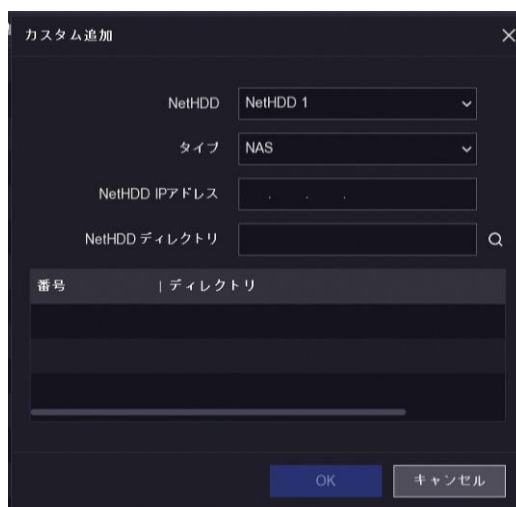 カスタム追加
NetHDD NetHDD 1
タイプ NAS
NetHDD IPアドレス . . .
NetHDD ディレクトリ
番号 | ディレクトリ
OK キャンセル